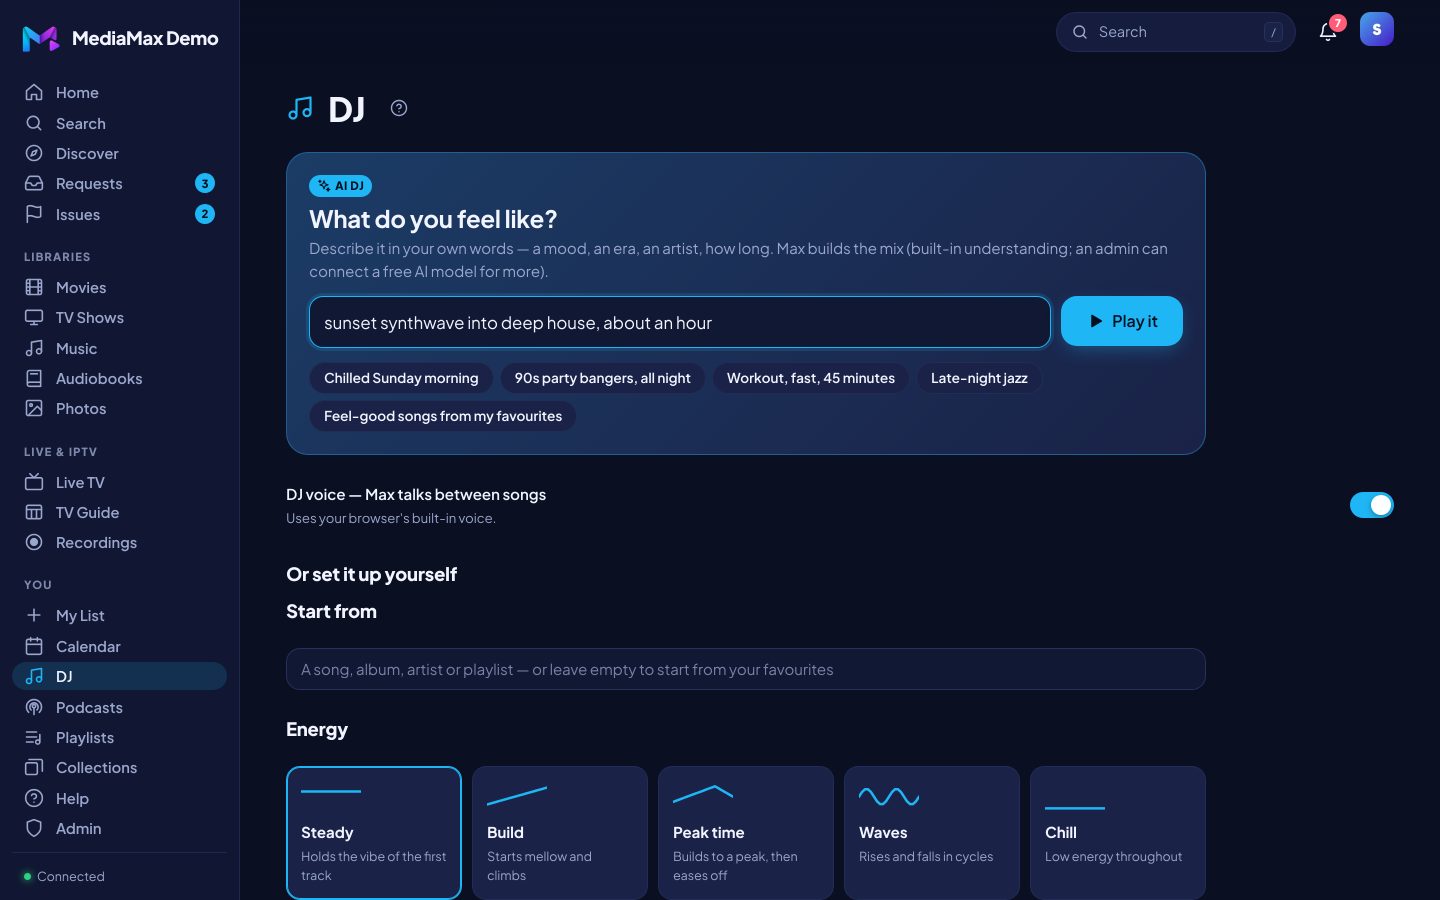 MediaMax Demo
Search
/
7
S
Home
Search
Discover
Requests 3
Issues 2
LIBRARIES
Movies
TV Shows
Music
Audiobooks
Photos
LIVE & IPTV
Live TV
TV Guide
Recordings
YOU
My List
Calendar
DJ
Podcasts
Playlists
Collections
Help
Admin
Connected
DJ
AI DJ
What do you feel like?
Describe it in your own words — a mood, an era, an artist, how long. Max builds the mix (built-in understanding; an admin can
connect a free AI model for more).
sunset synthwave into deep house, about an hour
Play it
Chilled Sunday morning
90s party bangers, all night
Workout, fast, 45 minutes
Late-night jazz
Feel-good songs from my favourites
DJ voice — Max talks between songs
Uses your browser's built-in voice.
Or set it up yourself
Start from
A song, album, artist or playlist — or leave empty to start from your favourites
Energy
Steady
Holds the vibe of the first
track
Build
Starts mellow and
climbs
Peak time
Builds to a peak, then
eases off
Waves
Rises and falls in cycles
Chill
Low energy throughout